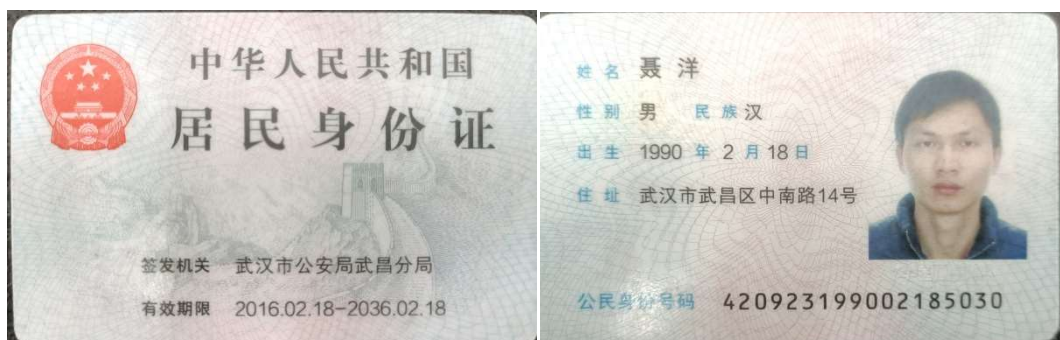 中华人民共和国
居民身份证
签发机关 武汉市公安局武昌分局
有效期限 2016.02.18-2036.02.18
姓名 聂洋
性别 男 民族 汉
出生 1990 年 2 月 18 日
住址 武汉市武昌区中南路14号
公民身份号码 420923199002185030